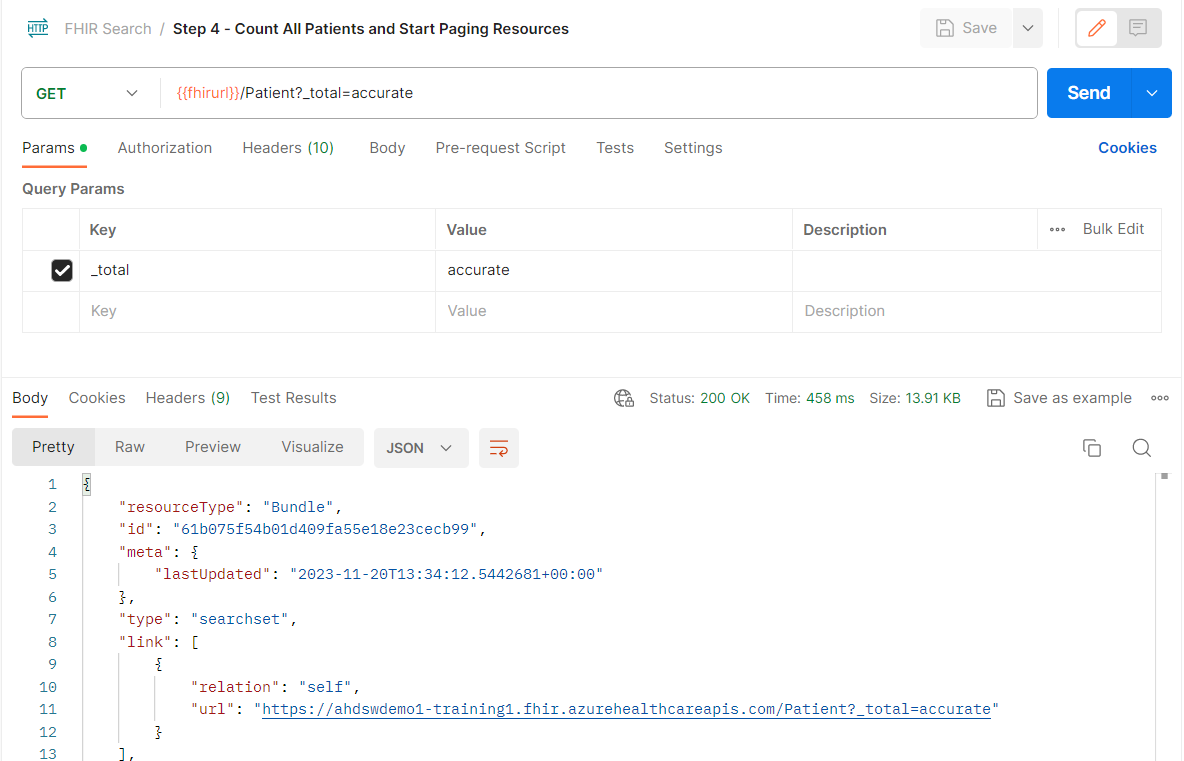 HTTP FHIR Search / Step 4 - Count All Patients and Start Paging Resources Save
GET {{fhirurl}}/Patient?_total=accurate Send
Params Authorization Headers (10) Body Pre-request Script Tests Settings Cookies
Query Params
Key Value Description Bulk Edit
_total accurate
Key Value Description
Body Cookies Headers (9) Test Results Status: 200 OK Time: 458 ms Size: 13.91 KB Save as example
Pretty Raw Preview Visualize JSON
1 {
2 "resourceType": "Bundle",
3 "id": "61b075f54b01d409fa55e18e23cecb99",
4 "meta": {
5 "lastUpdated": "2023-11-20T13:34:12.5442681+00:00"
6 },
7 "type": "searchset",
8 "link": [
9 {
10 "relation": "self",
11 "url": "https://ahdswdemo1-training1.fhir.azurehealthcareapis.com/Patient?_total=accurate"
12 }
13 ],